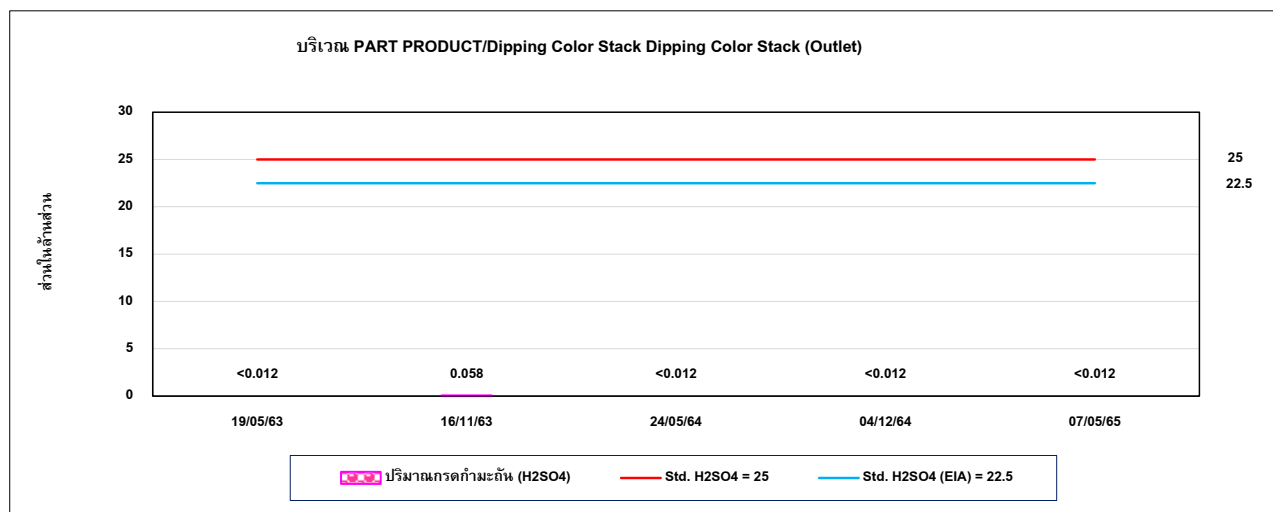 บริเวณ PART PRODUCT/Dipping Color Stack Dipping Color Stack (Outlet)
ส่วนในล้านส่วน
30
25
20
15
10
5
0
25
22.5
<0.012 0.058 <0.012 <0.012 <0.012
19/05/63 16/11/63 24/05/64 04/12/64 07/05/65
ปริมาณกรดกำมะถัน (H2SO4) Std. H2SO4 = 25 Std. H2SO4 (EIA) = 22.5